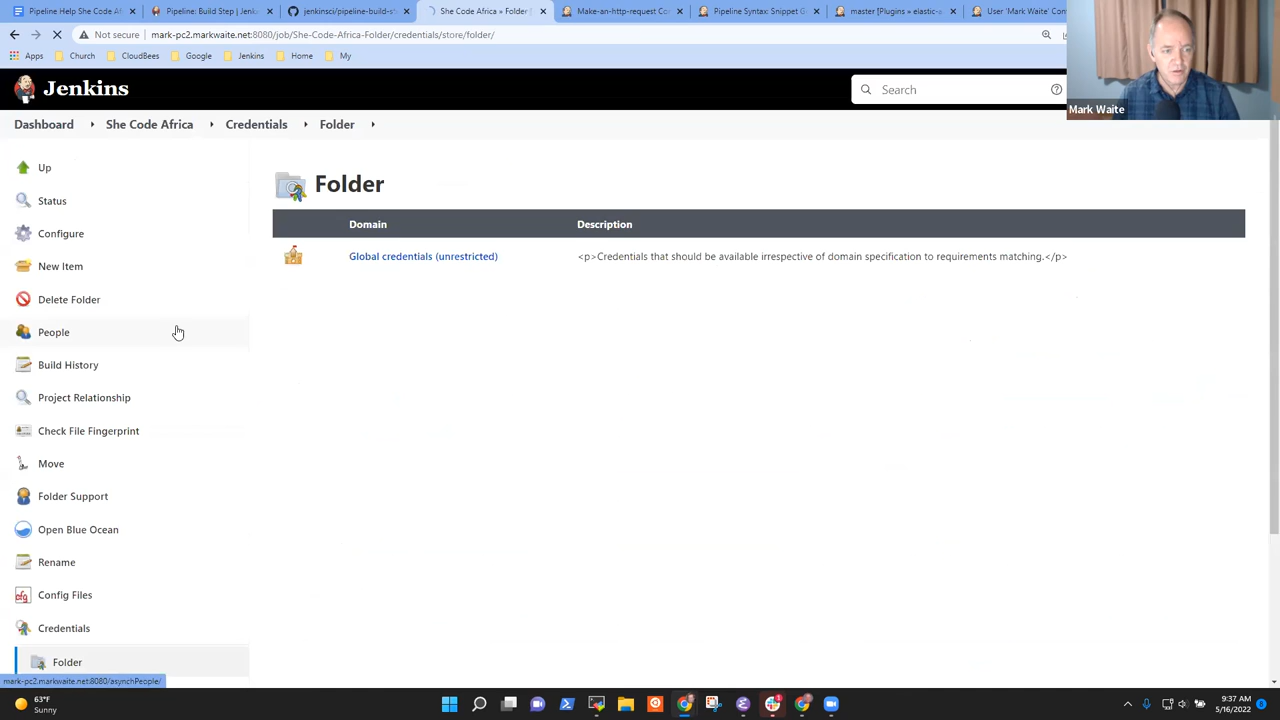 Pipeline Help She Code A
Pipeline: Build Step | Jenkins
jenkinsci/pipeline-build-st
She Code Africa » Folder |
Make-an-http-request Co
Pipeline Syntax: Snippet G
master [Plugins » elastic-a
User 'Mark Waite' Com
Not secure | mark-pc2.markwaite.net:8080/job/She-Code-Africa-Folder/credentials/store/folder/
Apps Church CloudBees Google Jenkins Home My
Jenkins
Search
Mark Waite
Dashboard She Code Africa Credentials Folder
Up
Status
Configure
New Item
Delete Folder
People
Build History
Project Relationship
Check File Fingerprint
Move
Folder Support
Open Blue Ocean
Rename
cfg
Config Files
Credentials
Folder
Folder
Domain Description
Global credentials (unrestricted) <p>Credentials that should be available irrespective of domain specification to requirements matching.</p>
mark-pc2.markwaite.net:8080/asynchPeople/
63°F
Sunny
9:37 AM
5/16/2022